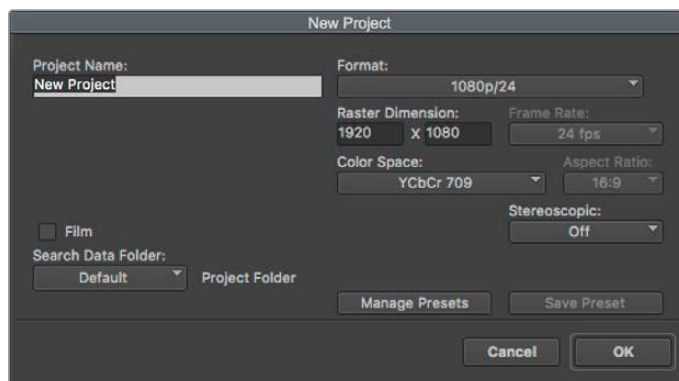 New Project
Project Name:
New Project
Format:
1080p/24
Raster Dimension:
Frame Rate:
1920 X 1080
24 fps
Color Space:
Aspect Ratio:
YCbCr 709
16:9
Stereoscopic:
Off
Film
Search Data Folder:
Default
Project Folder
Manage Presets
Save Preset
Cancel
OK